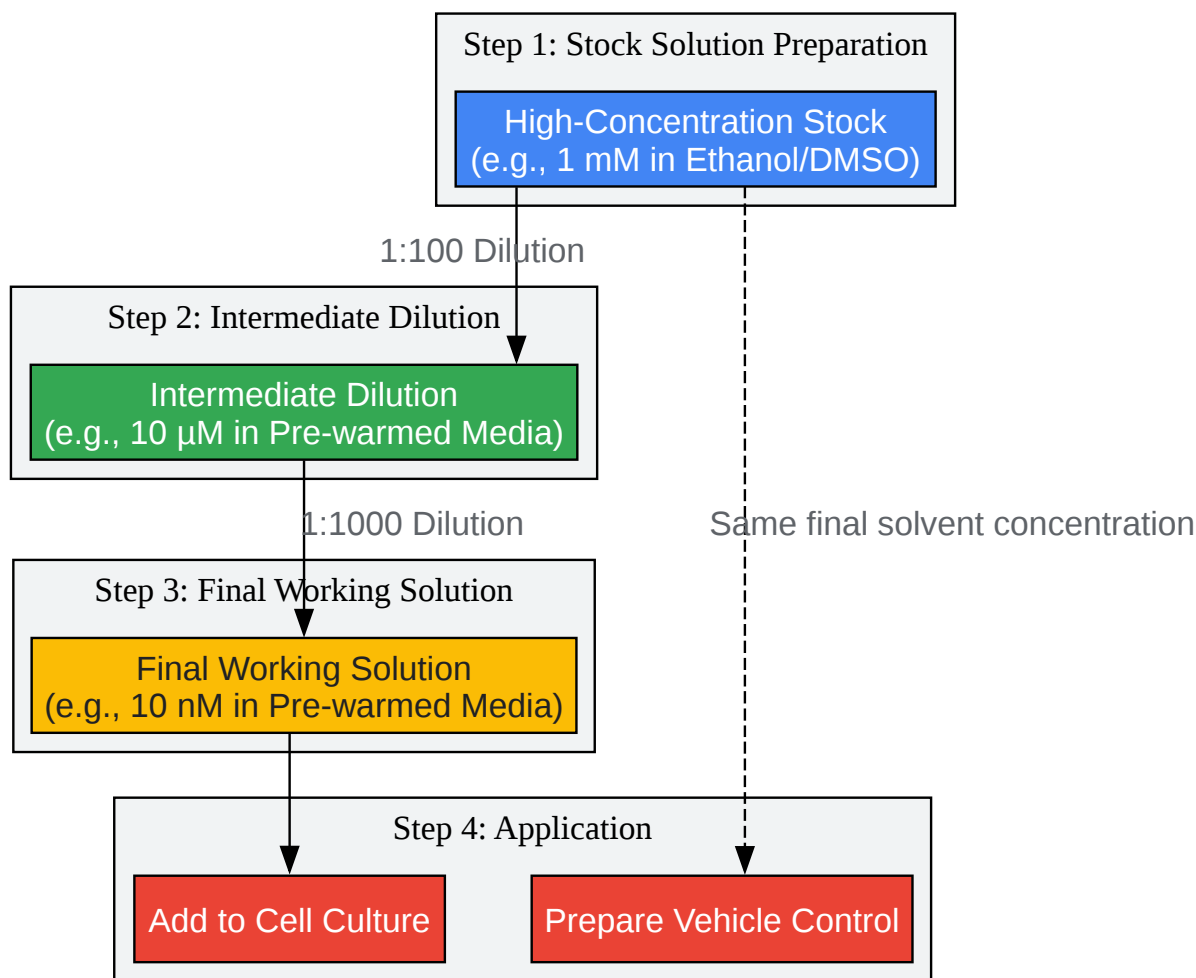 Step 1: Stock Solution Preparation
High-Concentration Stock
(e.g., 1 mM in Ethanol/DMSO)
1:100 Dilution
Step 2: Intermediate Dilution
Intermediate Dilution
(e.g., 10 µM in Pre-warmed Media)
1:1000 Dilution
Same final solvent concentration
Step 3: Final Working Solution
Final Working Solution
(e.g., 10 nM in Pre-warmed Media)
Step 4: Application
Add to Cell Culture
Prepare Vehicle Control